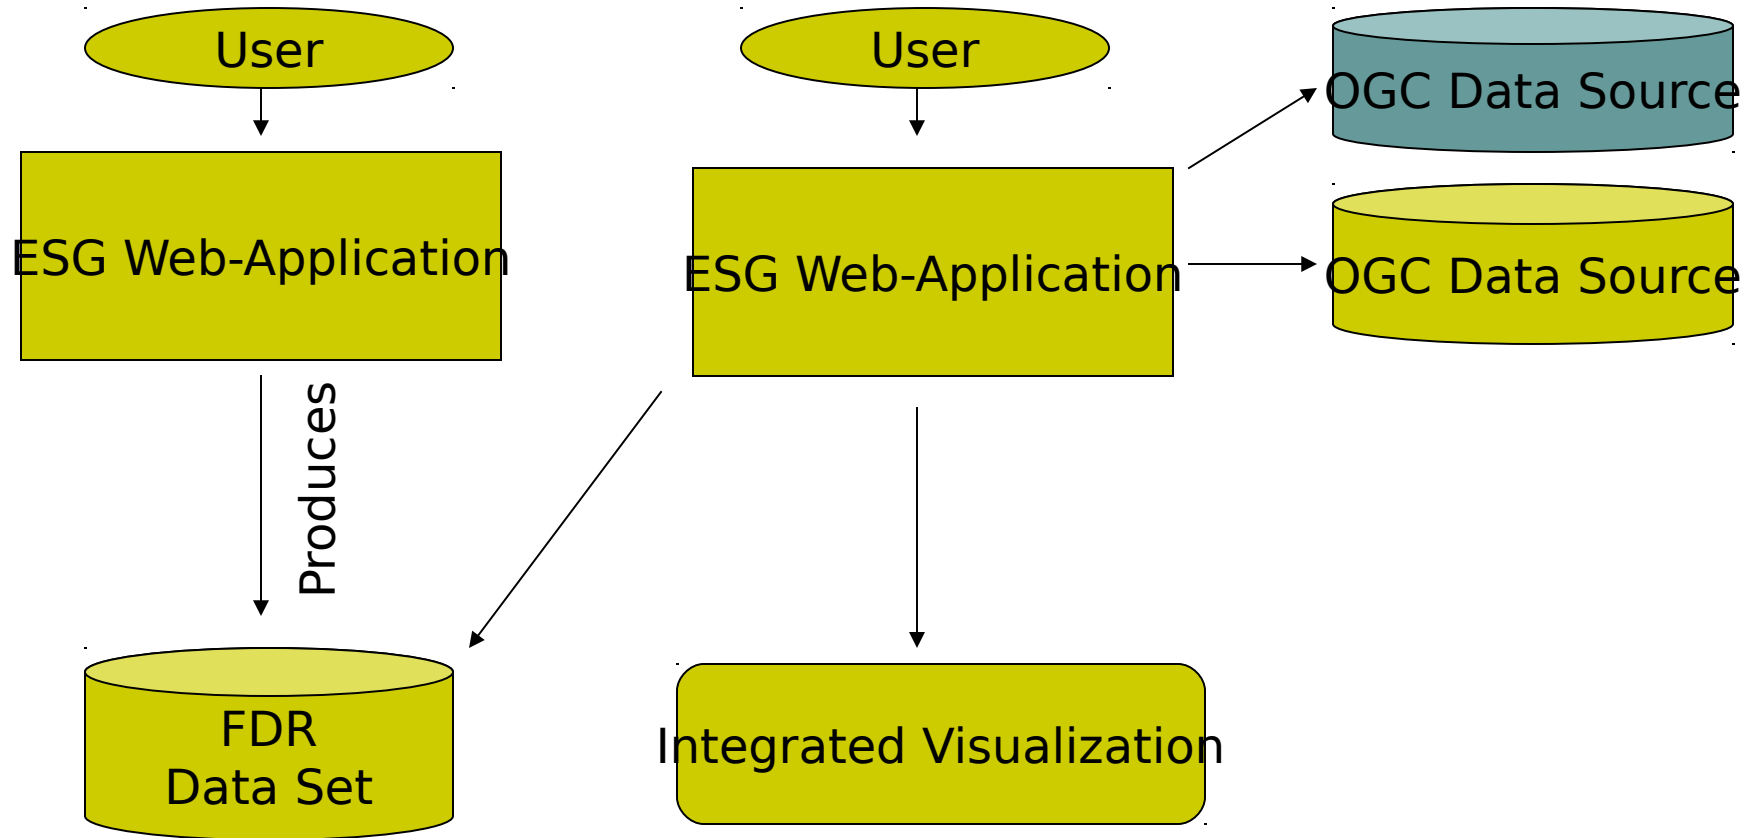 User
User
OGC Data Source
ESG Web-Application
ESG Web-Application
OGC Data Source
Produces
FDR
Data Set
Integrated Visualization